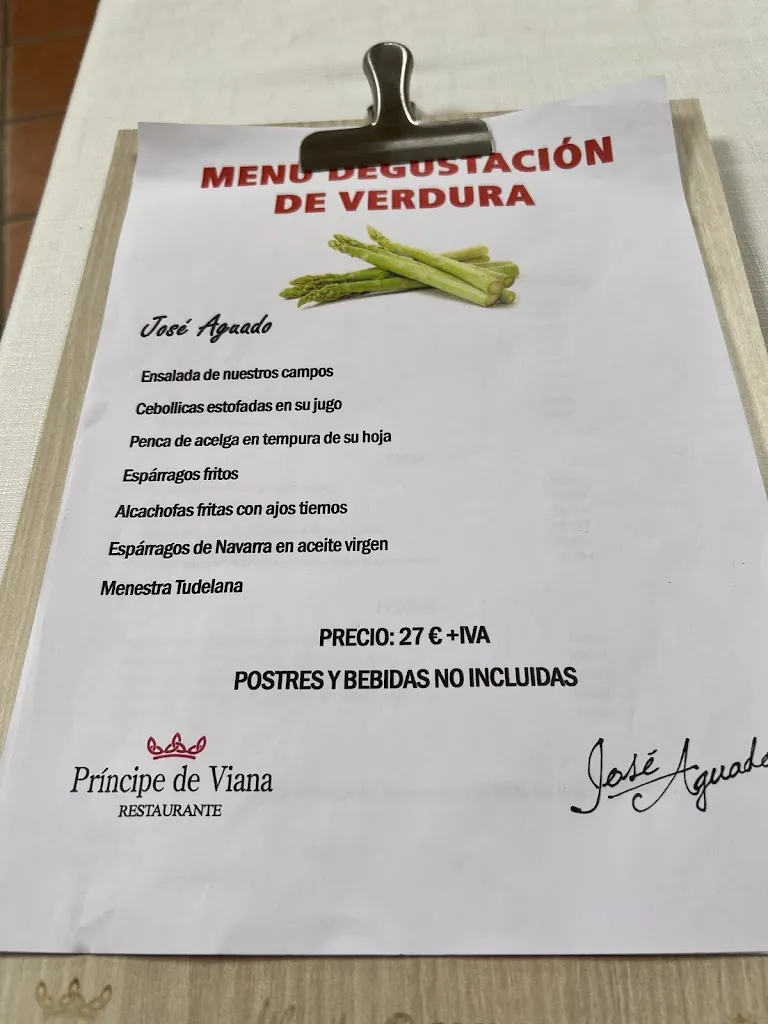 MENÚ DEGUSTACIÓN
DE VERDURA
José Aguado
Ensalada de nuestros campos
Cebollicas estofadas en su jugo
Penca de acelga en tempura de su hoja
Espárragos fritos
Alcachofas fritas con ajos tiernos
Espárragos de Navarra en aceite virgen
Menestra Tudelana
PRECIO: 27 € +IVA
POSTRES Y BEBIDAS NO INCLUIDAS
Príncipe de Viana
RESTAURANTE
José Aguado